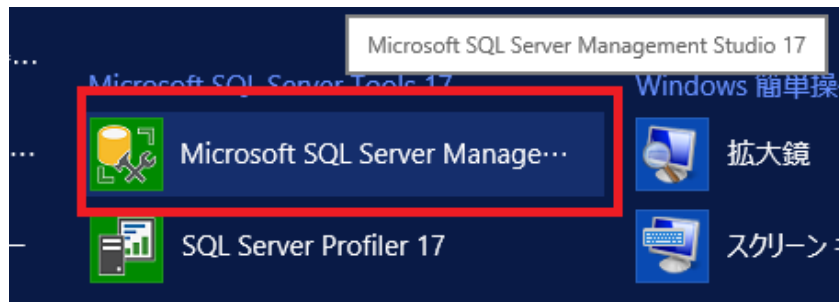 Microsoft SQL Server Management Studio 17
...
Microsoft SQL Server Tools 17
Windows 簡単操
...
Microsoft SQL Server Manage...
拡大鏡
SQL Server Profiler 17
スクリーン